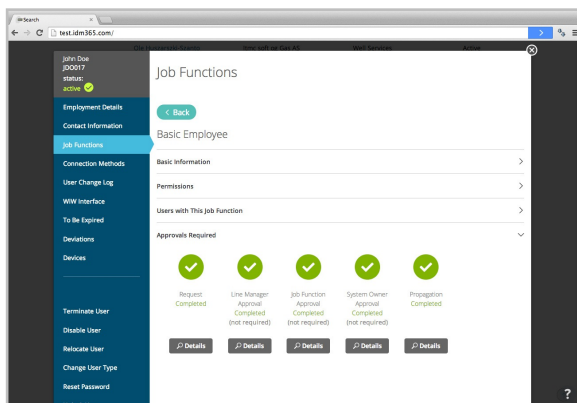 Search
test.idm365.com/
Well Services
Active
John Doe
JDO017
status:
active
Employment Details
Contact Information
Job Functions
Connection Methods
User Change Log
WIW Interface
To Be Expired
Deviations
Devices
Terminate User
Disable User
Relocate User
Change User Type
Reset Password
Job Functions
< Back
Basic Employee
Basic Information
Permissions
Users with This Job Function
Approvals Required
Request
Completed
Line Manager
Approval
Completed
(not required)
Job Function
Approval
Completed
(not required)
System Owner
Approval
Completed
(not required)
Propagation
Completed
Details
Details
Details
Details
Details
?